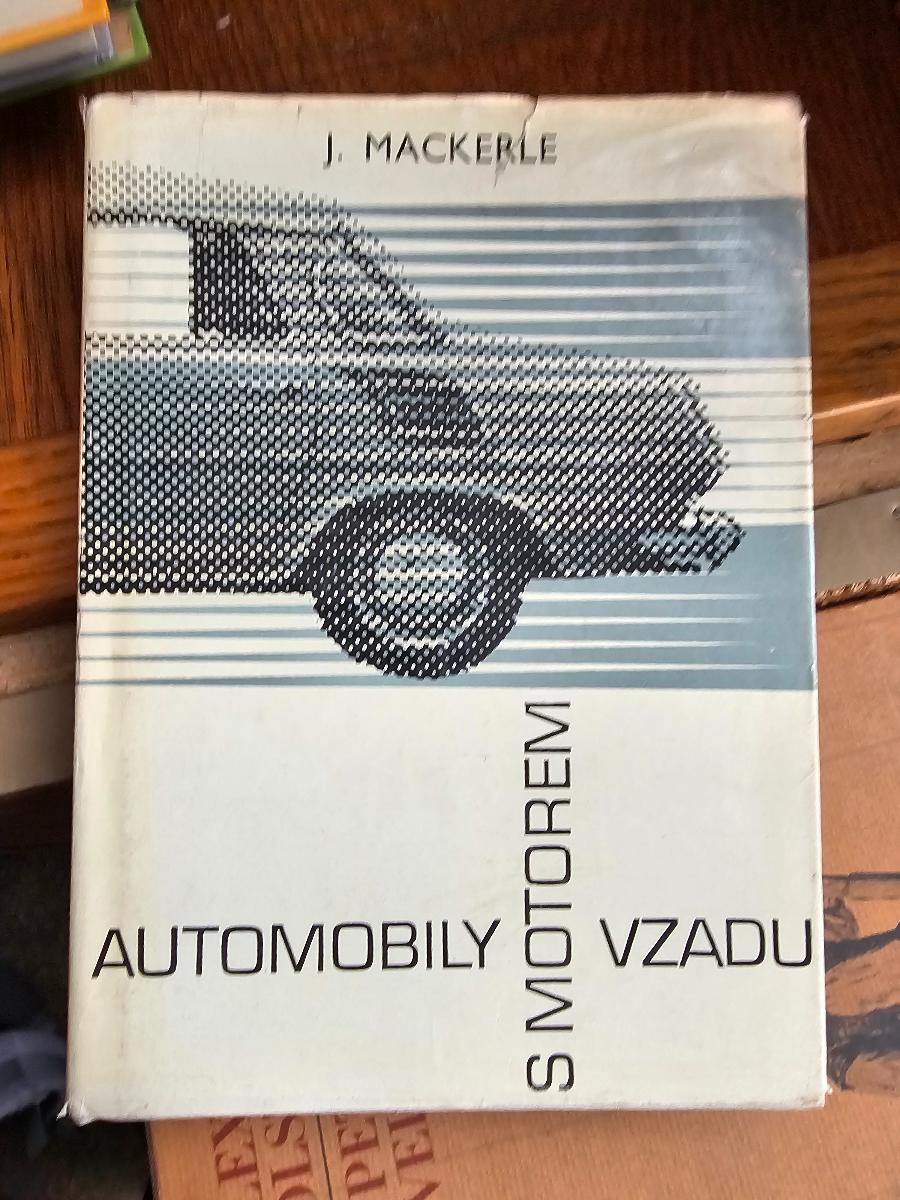 J. MACKERLE
AUTOMOBILY
S MOTOREM
VZADU